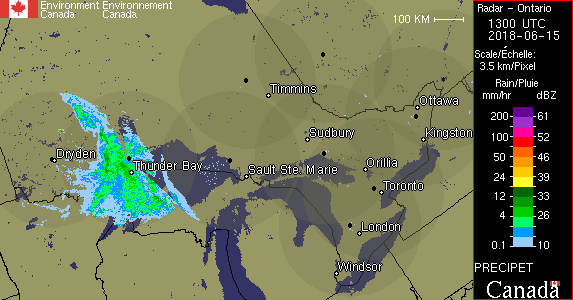 Environment Environnement
Canada Canada
100 KM
Timmins
Ottawa
Sudbury
Kingston
Dryden
Thunder Bay
Sault Ste. Marie
Orillia
Toronto
London
Windsor
Radar - Ontario
1300 UTC
2018-06-15
Scale/Échelle:
3.5 km/Pixel
Rain/Pluie
mm/hr dBZ
200 61
100 52
50 46
24 39
12 33
4 26
0.1 10
PRECIPET
Canada